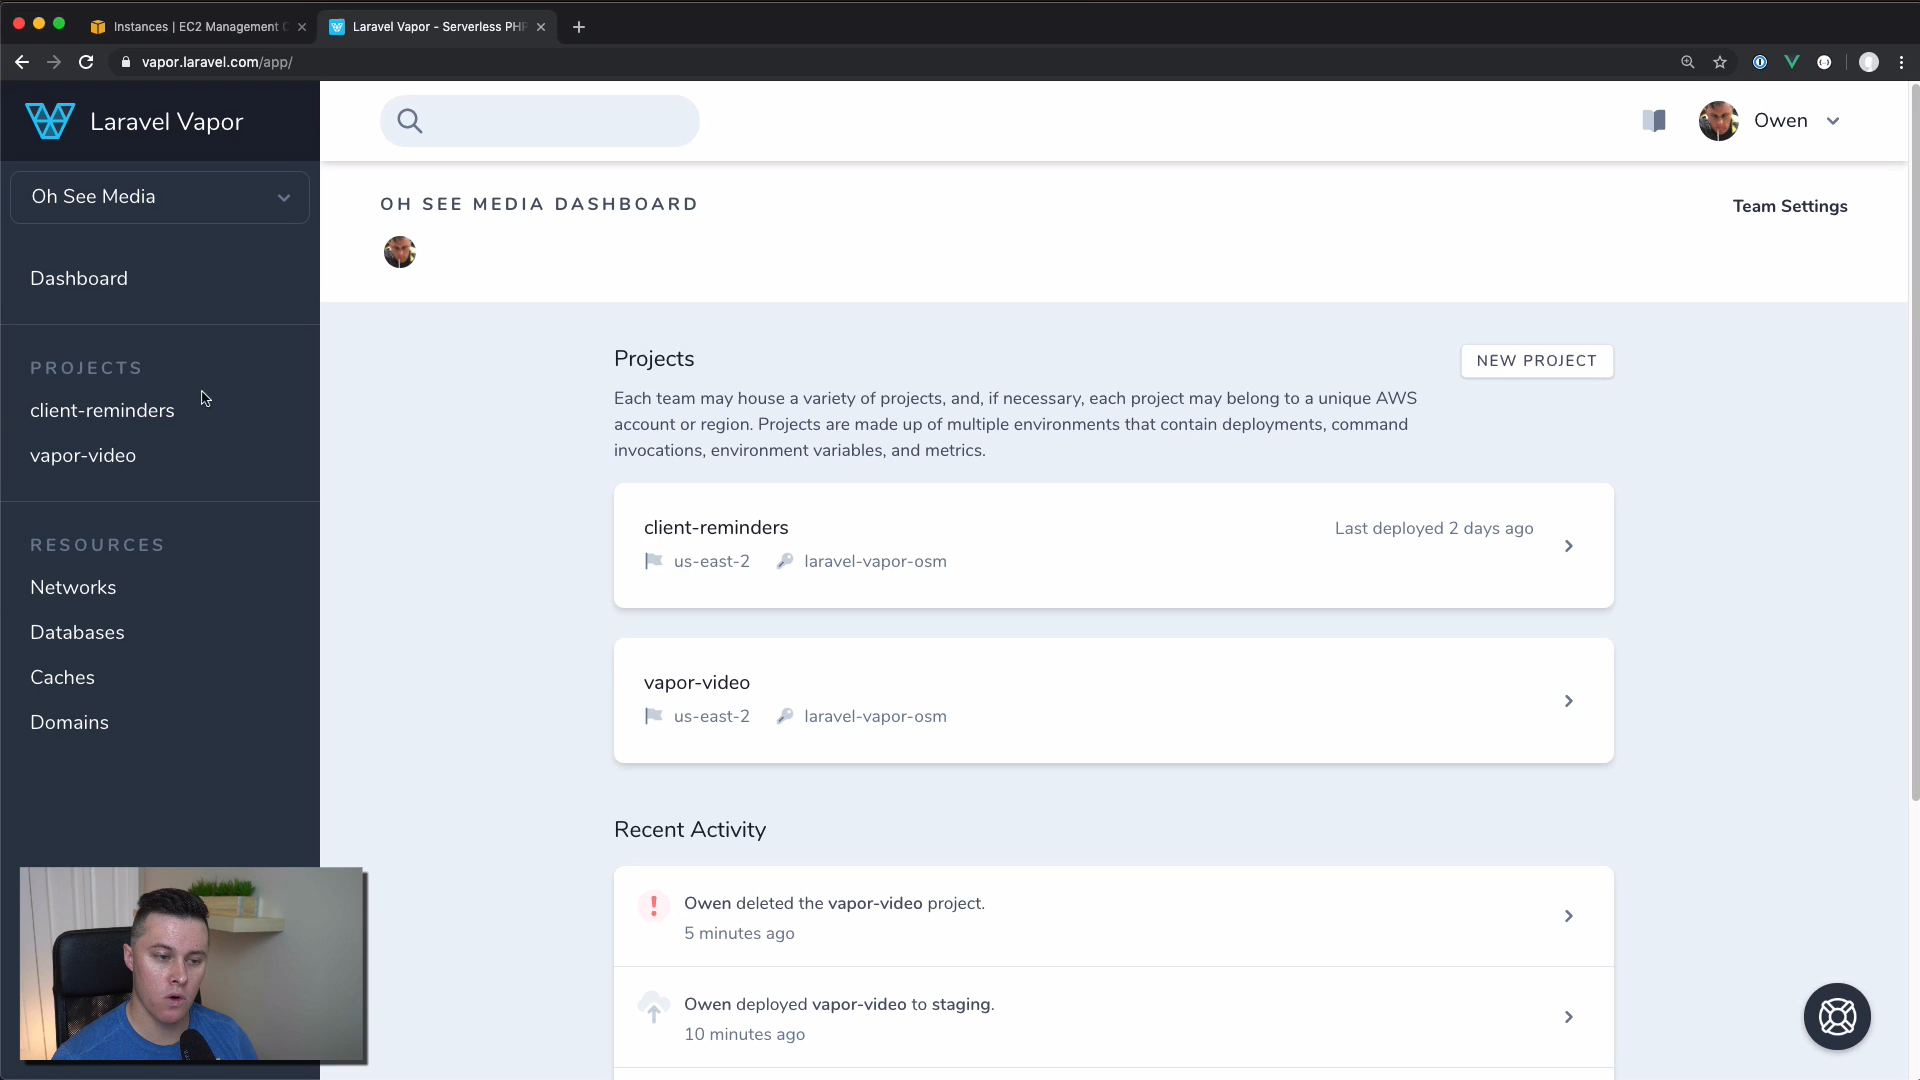 Instances | EC2 Management C
Laravel Vapor - Serverless PHP
vapor.laravel.com/app/
Laravel Vapor
Owen
Oh See Media
OH SEE MEDIA DASHBOARD
Team Settings
Dashboard
PROJECTS
client-reminders
vapor-video
RESOURCES
Networks
Databases
Caches
Domains
Projects
NEW PROJECT
Each team may house a variety of projects, and, if necessary, each project may belong to a unique AWS
account or region. Projects are made up of multiple environments that contain deployments, command
invocations, environment variables, and metrics.
client-reminders
Last deployed 2 days ago
us-east-2
laravel-vapor-osm
vapor-video
us-east-2
laravel-vapor-osm
Recent Activity
Owen deleted the vapor-video project.
5 minutes ago
Owen deployed vapor-video to staging.
10 minutes ago